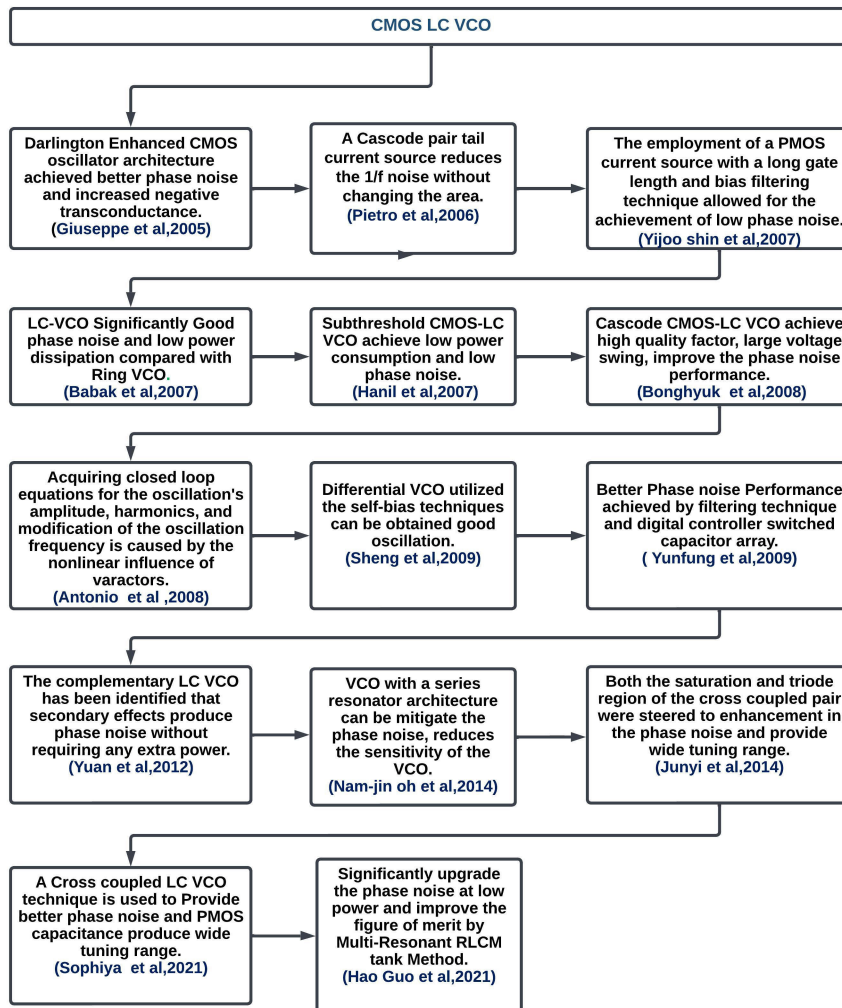 CMOS LC VCO
Darlington Enhanced CMOS
oscillator architecture
achieved better phase noise
and increased negative
transconductance.
(Giuseppe et al,2005)
A Cascode pair tail
current source reduces
the 1/f noise without
changing the area.
(Pietro et al,2006)
The employment of a PMOS
current source with a long gate
length and bias filtering
technique allowed for the
achievement of low phase noise.
(Yijoo shin et al,2007)
LC-VCO Significantly Good
phase noise and low power
dissipation compared with
Ring VCO.
(Babak et al,2007)
Subthreshold CMOS-LC
VCO achieve low power
consumption and low
phase noise.
(Hanil et al,2007)
Cascode CMOS-LC VCO achieve
high quality factor, large voltage
swing, improve the phase noise
performance.
(Bonghyuk et al,2008)
Acquiring closed loop
equations for the oscillation's
amplitude, harmonics, and
modification of the oscillation
frequency is caused by the
nonlinear influence of
varactors.
(Antonio et al ,2008)
Differential VCO utilized
the self-bias techniques
can be obtained good
oscillation.
(Sheng et al,2009)
Better Phase noise Performance
achieved by filtering technique
and digital controller switched
capacitor array.
( Yunfung et al,2009)
The complementary LC VCO
has been identified that
secondary effects produce
phase noise without
requiring any extra power.
(Yuan et al,2012)
VCO with a series
resonator architecture
can be mitigate the
phase noise, reduces
the sensitivity of the
VCO.
(Nam-jin oh et al,2014)
Both the saturation and triode
region of the cross coupled pair
were steered to enhancement in
the phase noise and provide
wide tuning range.
(Junyi et al,2014)
A Cross coupled LC VCO
technique is used to Provide
better phase noise and PMOS
capacitance produce wide
tuning range.
(Sophiya et al,2021)
Significantly upgrade
the phase noise at low
power and improve the
figure of merit by
Multi-Resonant RLCM
tank Method.
(Hao Guo et al,2021)